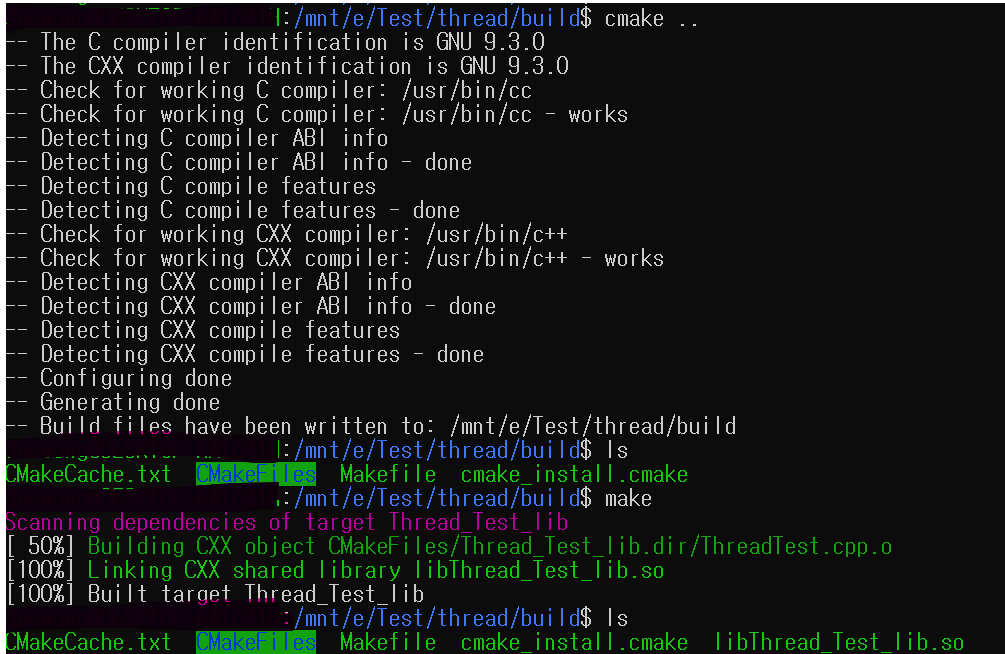 :/mnt/e/Test/thread/build$ cmake ..
-- The C compiler identification is GNU 9.3.0
-- The CXX compiler identification is GNU 9.3.0
-- Check for working C compiler: /usr/bin/cc
-- Check for working C compiler: /usr/bin/cc - works
-- Detecting C compiler ABI info
-- Detecting C compiler ABI info - done
-- Detecting C compile features
-- Detecting C compile features - done
-- Check for working CXX compiler: /usr/bin/c++
-- Check for working CXX compiler: /usr/bin/c++ - works
-- Detecting CXX compiler ABI info
-- Detecting CXX compiler ABI info - done
-- Detecting CXX compile features
-- Detecting CXX compile features - done
-- Configuring done
-- Generating done
-- Build files have been written to: /mnt/e/Test/thread/build
:/mnt/e/Test/thread/build$ ls
CMakeCache.txt CMakeFiles Makefile cmake_install.cmake
:/mnt/e/Test/thread/build$ make
Scanning dependencies of target Thread_Test_lib
[ 50%] Building CXX object CMakeFiles/Thread_Test_lib.dir/ThreadTest.cpp.o
[100%] Linking CXX shared library libThread_Test_lib.so
[100%] Built target Thread_Test_lib
:/mnt/e/Test/thread/build$ ls
CMakeCache.txt CMakeFiles Makefile cmake_install.cmake libThread_Test_lib.so